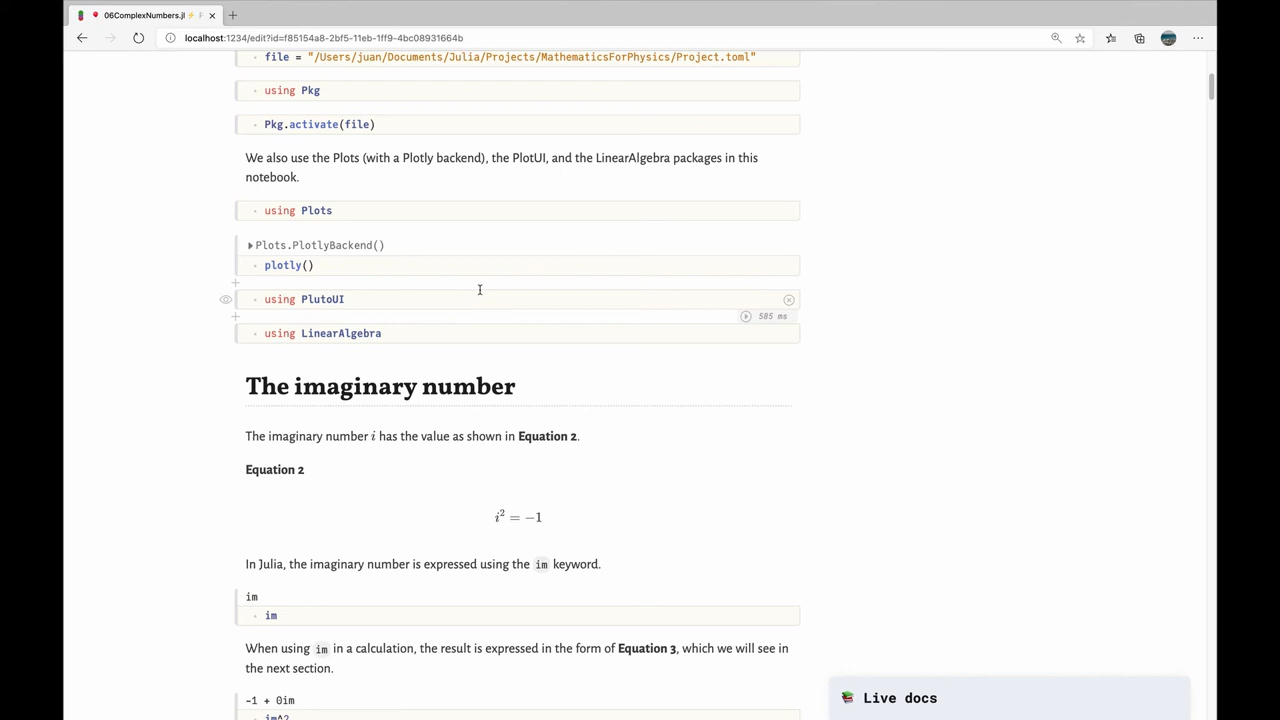 06ComplexNumbers.jl
localhost:1234/edit?id=f85154a8-2bf5-11eb-1ff9-4bc08931664b
file = "/Users/juan/Documents/Julia/Projects/MathematicsForPhysics/Project.toml"
using Pkg
Pkg.activate(file)
We also use the Plots (with a Plotly backend), the PlotUI, and the LinearAlgebra packages in this
notebook.
using Plots
Plots.PlotlyBackend()
plotly()
using PlutoUI
585 ms
using LinearAlgebra
The imaginary number
The imaginary number i has the value as shown in Equation 2.
Equation 2
i² = −1
In Julia, the imaginary number is expressed using the im keyword.
im
im
When using im in a calculation, the result is expressed in the form of Equation 3, which we will see in
the next section.
-1 + 0im
im^2
Live docs